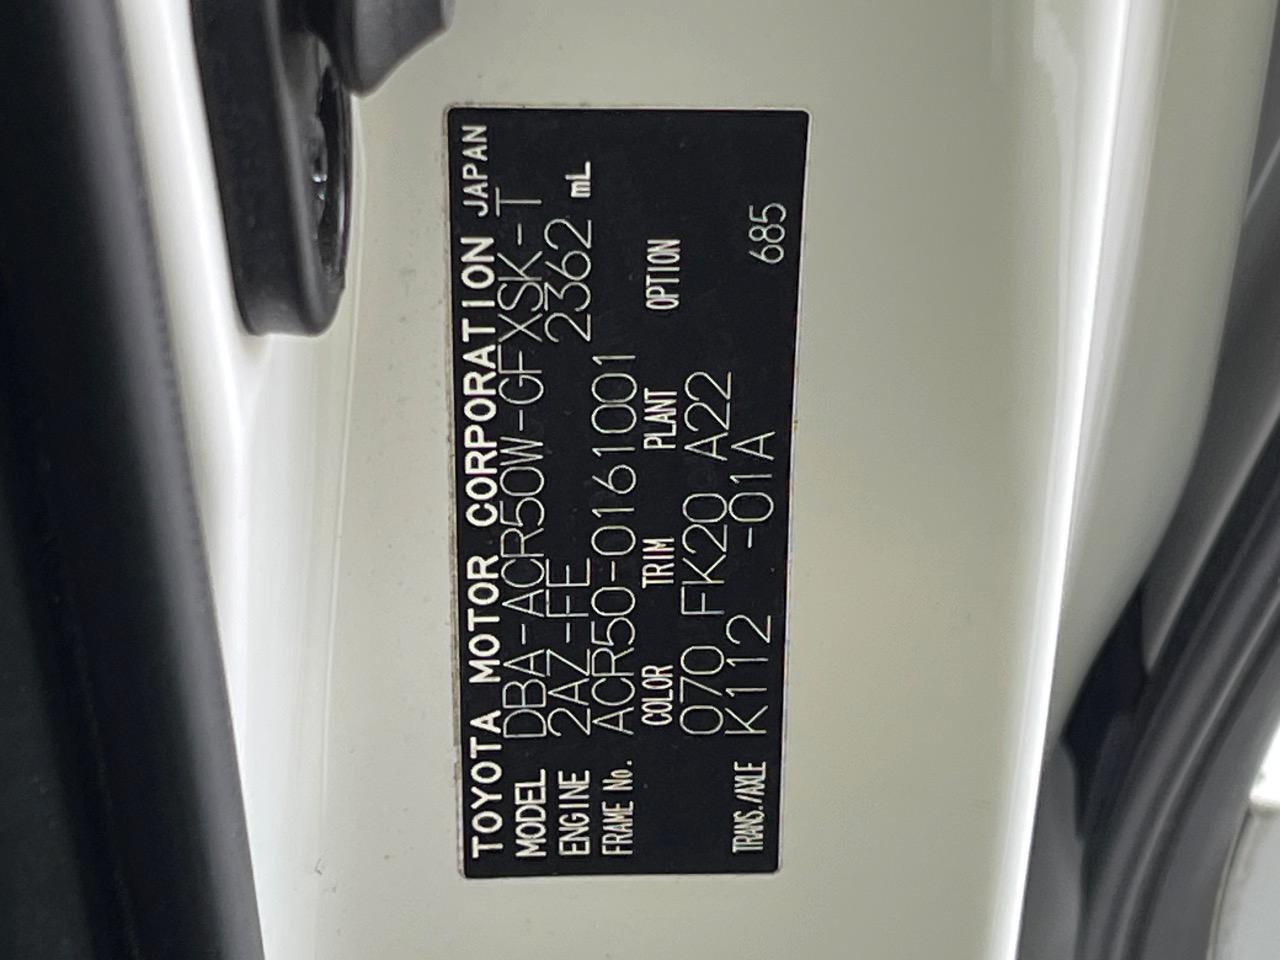 TOYOTA MOTOR CORPORATION JAPAN
MODEL DBA-ACR50W-GFXSK-T
ENGINE 2AZ-FE 2362 mL
FRAME No. ACR50-0161001
COLOR TRIM PLANT OPTION
070 FK20 A22
TRANS./AXLE K112 -01A
685